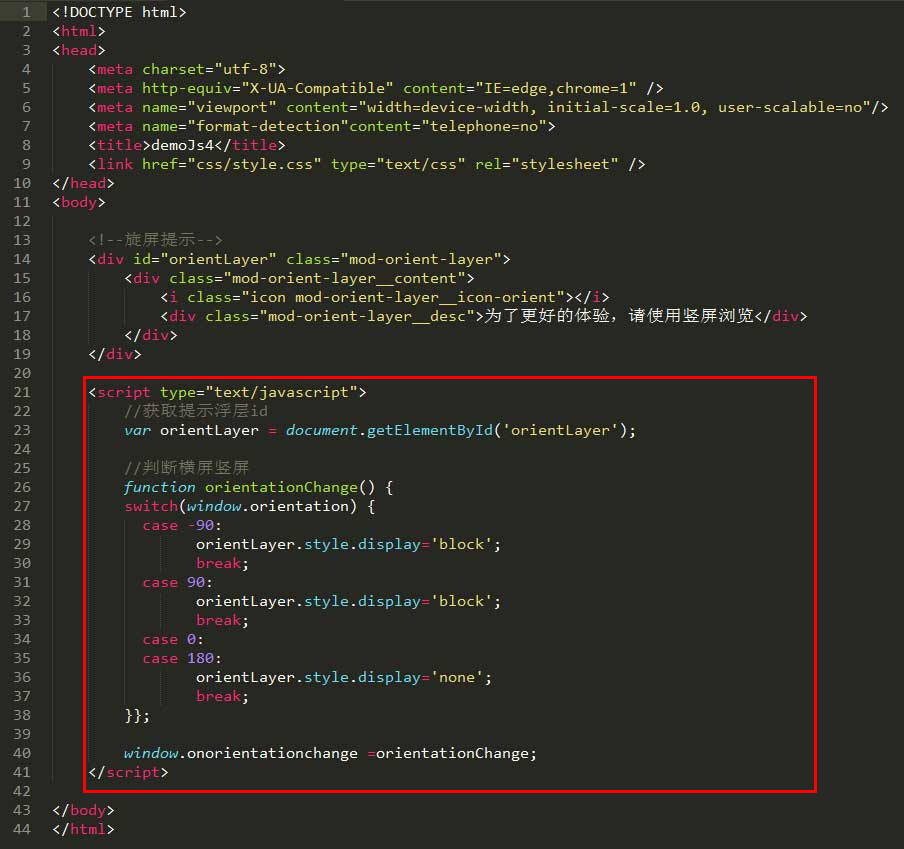 1 <!DOCTYPE html>
2 <html>
3 <head>
4     <meta charset="utf-8">
5     <meta http-equiv="X-UA-Compatible" content="IE=edge,chrome=1" />
6     <meta name="viewport" content="width=device-width, initial-scale=1.0, user-scalable=no"/>
7     <meta name="format-detection"content="telephone=no">
8     <title>demoJs4</title>
9     <link href="css/style.css" type="text/css" rel="stylesheet" />
10 </head>
11 <body>
12
13     <!--旋屏提示-->
14     <div id="orientLayer" class="mod-orient-layer">
15         <div class="mod-orient-layer__content">
16             <i class="icon mod-orient-layer__icon-orient"></i>
17             <div class="mod-orient-layer__desc">为了更好的体验，请使用竖屏浏览</div>
18         </div>
19     </div>
20
21     <script type="text/javascript">
22         //获取提示浮层id
23         var orientLayer = document.getElementById('orientLayer');
24
25         //判断横屏竖屏
26         function orientationChange() {
27         switch(window.orientation) {
28           case -90:
29                 orientLayer.style.display='block';
30                 break;
31           case 90:
32                 orientLayer.style.display='block';
33                 break;
34           case 0:
35           case 180:
36                 orientLayer.style.display='none';
37                 break;
38         }};
39
40         window.onorientationchange =orientationChange;
41     </script>
42
43 </body>
44 </html>